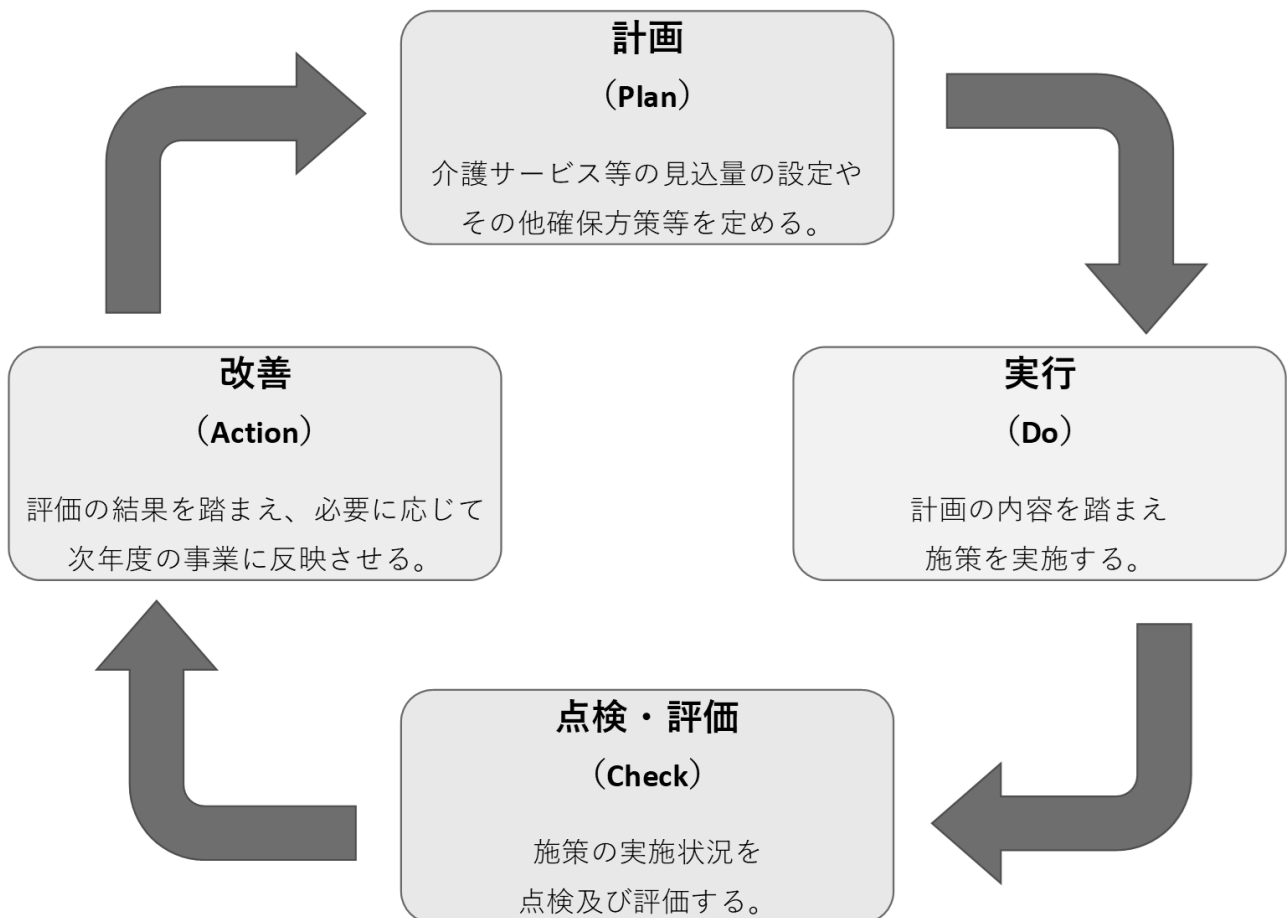 計画
（Plan）
介護サービス等の見込量の設定や
その他確保方策等を定める。
改善
（Action）
評価の結果を踏まえ、必要に応じて
次年度の事業に反映させる。
実行
（Do）
計画の内容を踏まえ
施策を実施する。
点検・評価
（Check）
施策の実施状況を
点検及び評価する。